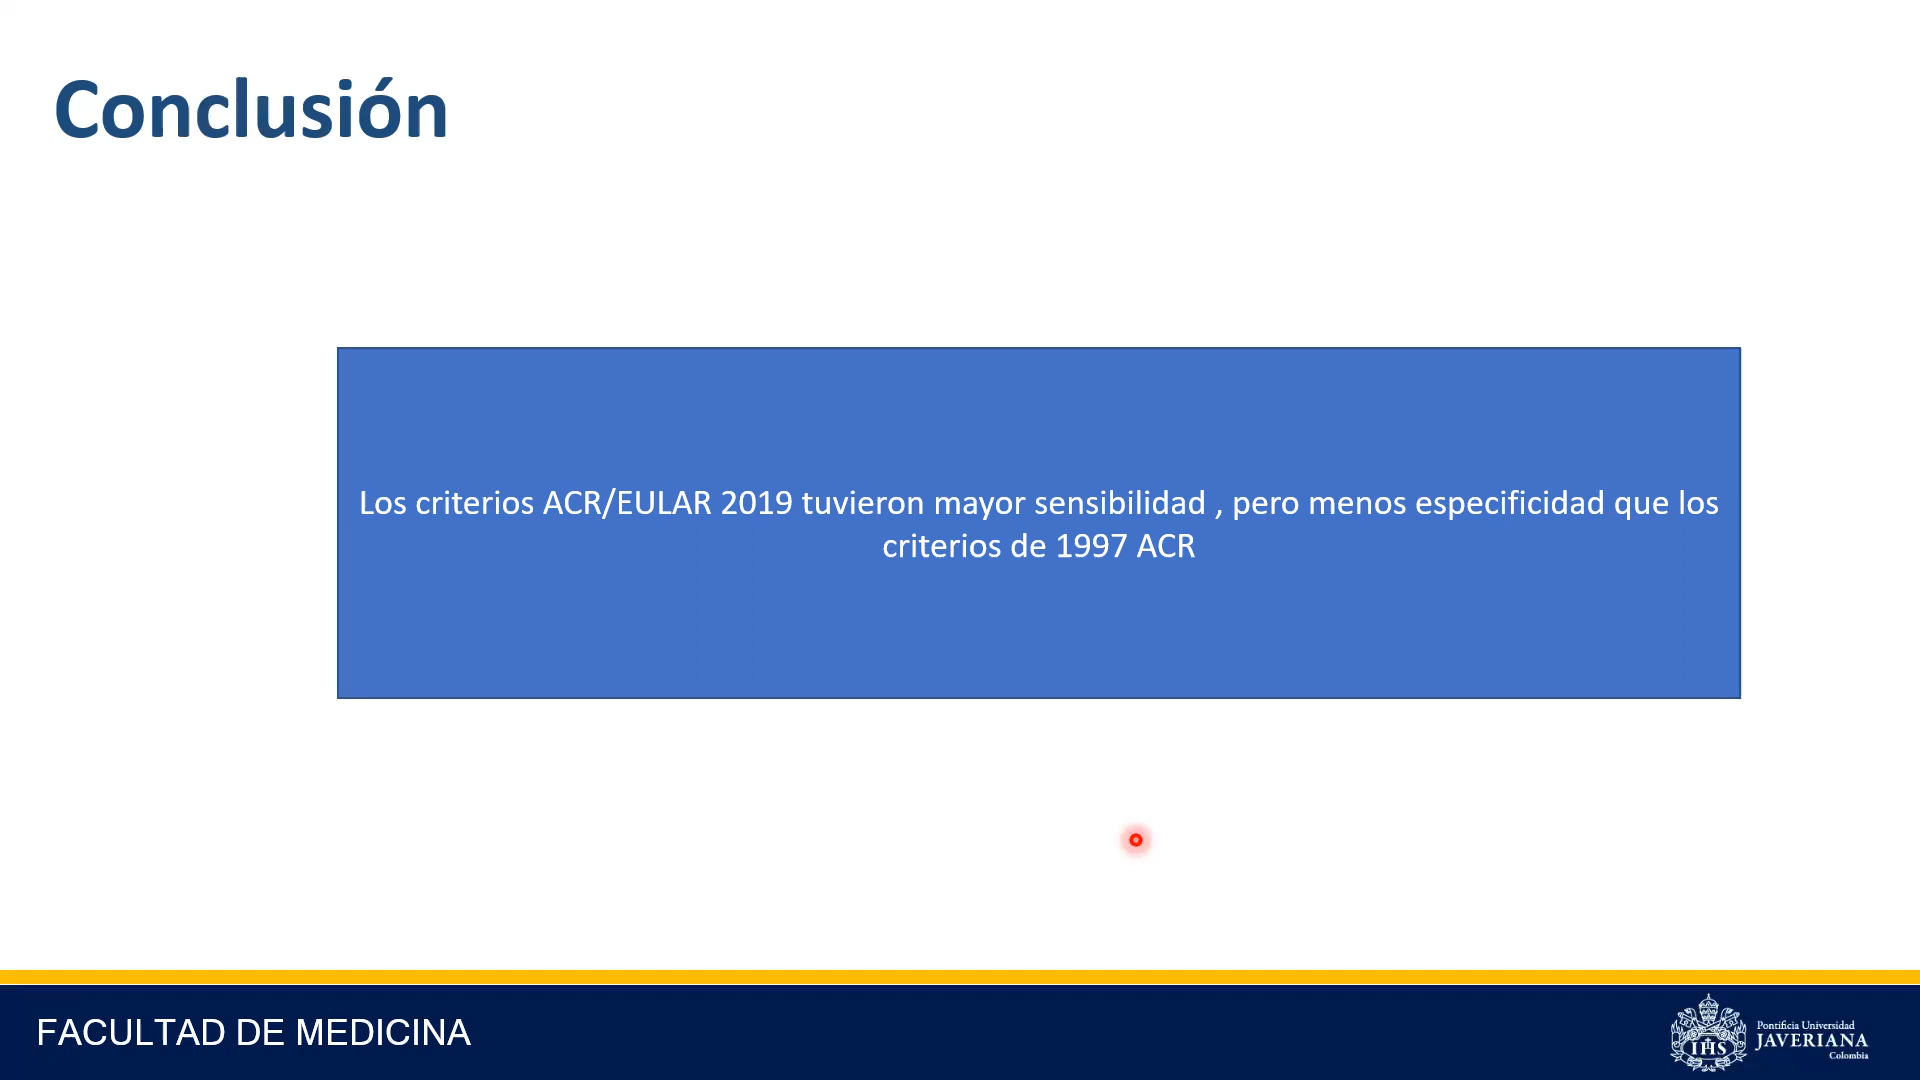 Conclusión
Los criterios ACR/EULAR 2019 tuvieron mayor sensibilidad , pero menos especificidad que los
criterios de 1997 ACR
FACULTAD DE MEDICINA
IHS
Pontificia Universidad
JAVERIANA
Colombia